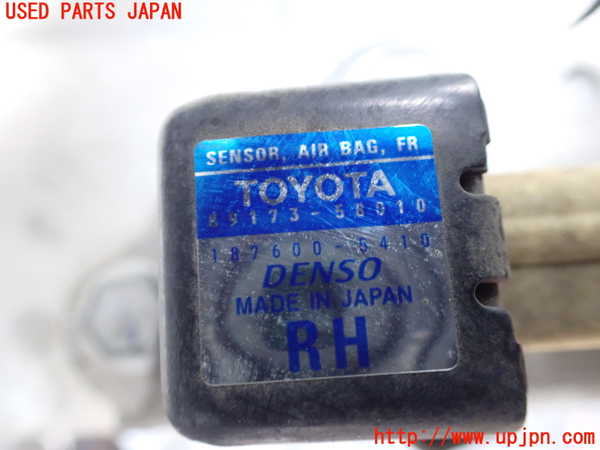 USED PARTS JAPAN
SENSOR, AIR BAG, FR
TOYOTA
89173-56010
187600-5410
DENSO
MADE IN JAPAN
RH
http://www.upjpn.com/